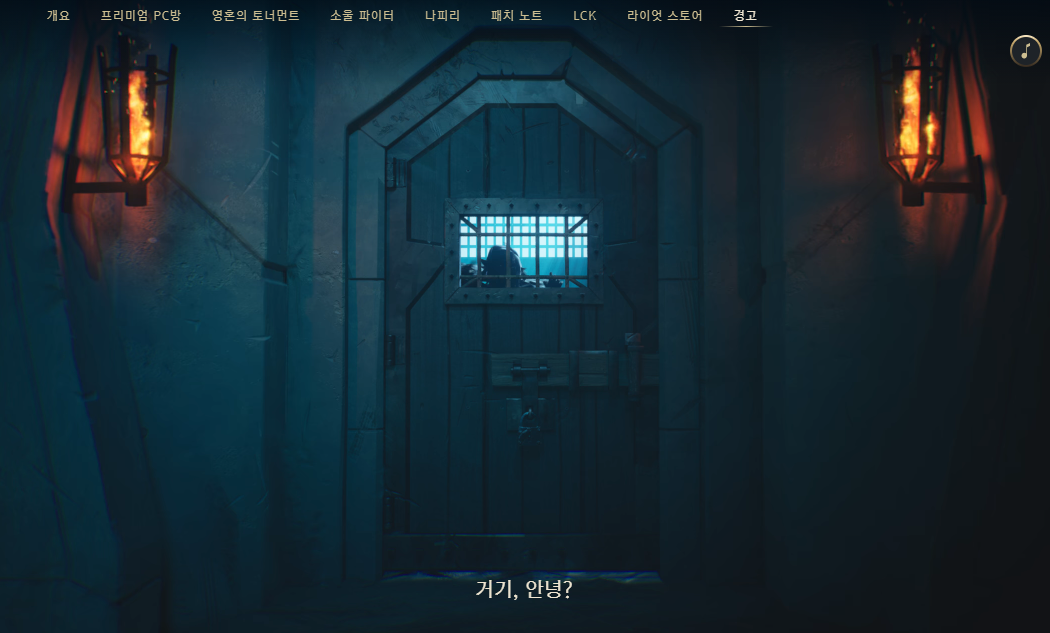 개요 프리미엄 PC방 영혼의 토너먼트 소울 파이터 나피리 패치 노트 LCK 라이엇 스토어 경고
거기, 안녕?